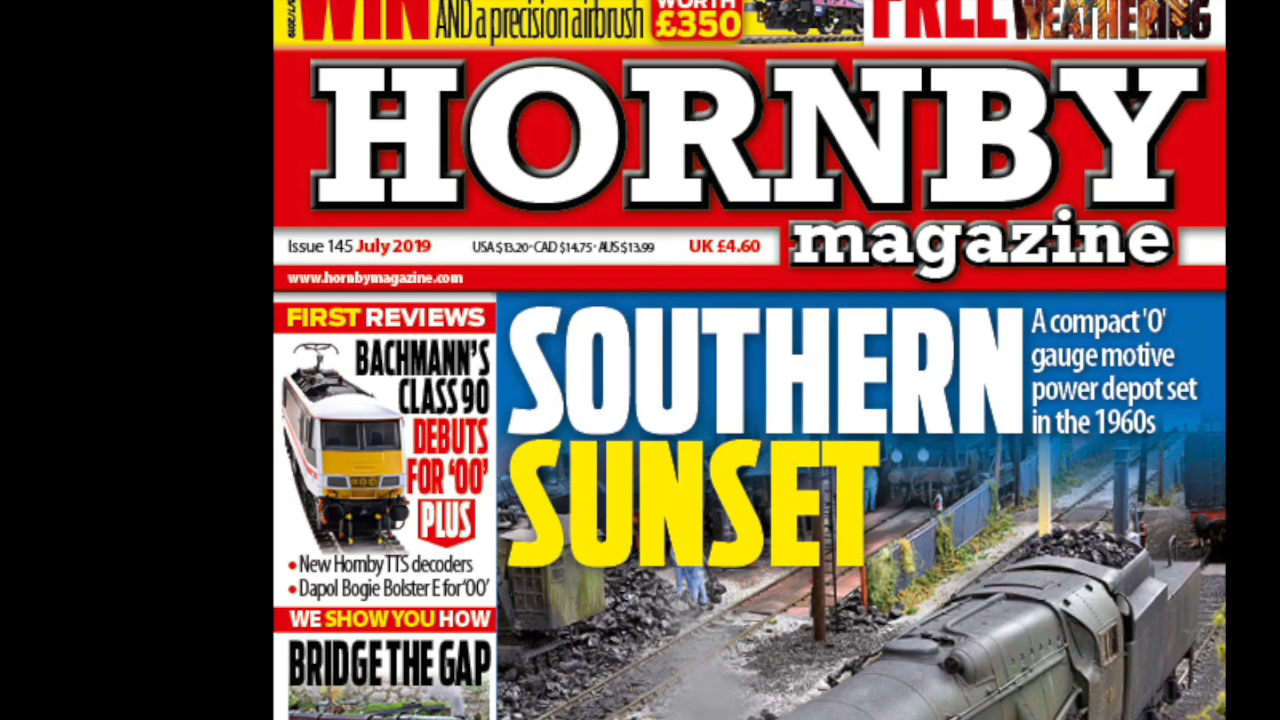 WIN AND a precision airbrush WORTH £350 FREE WEATHERING
HORNBY
magazine
Issue 145 July 2019 USA $13.20 • CAD $14.75 • AUS $13.99 UK £4.60
www.hornbymagazine.com
FIRST REVIEWS
BACHMANN'S
CLASS 90
DEBUTS
FOR '00'
PLUS
• New Hornby TTS decoders
• Dapol Bogie Bolster E for '00'
WE SHOW YOU HOW
BRIDGE THE GAP
SOUTHERN
SUNSET
A compact 'O'
gauge motive
power depot set
in the 1960s